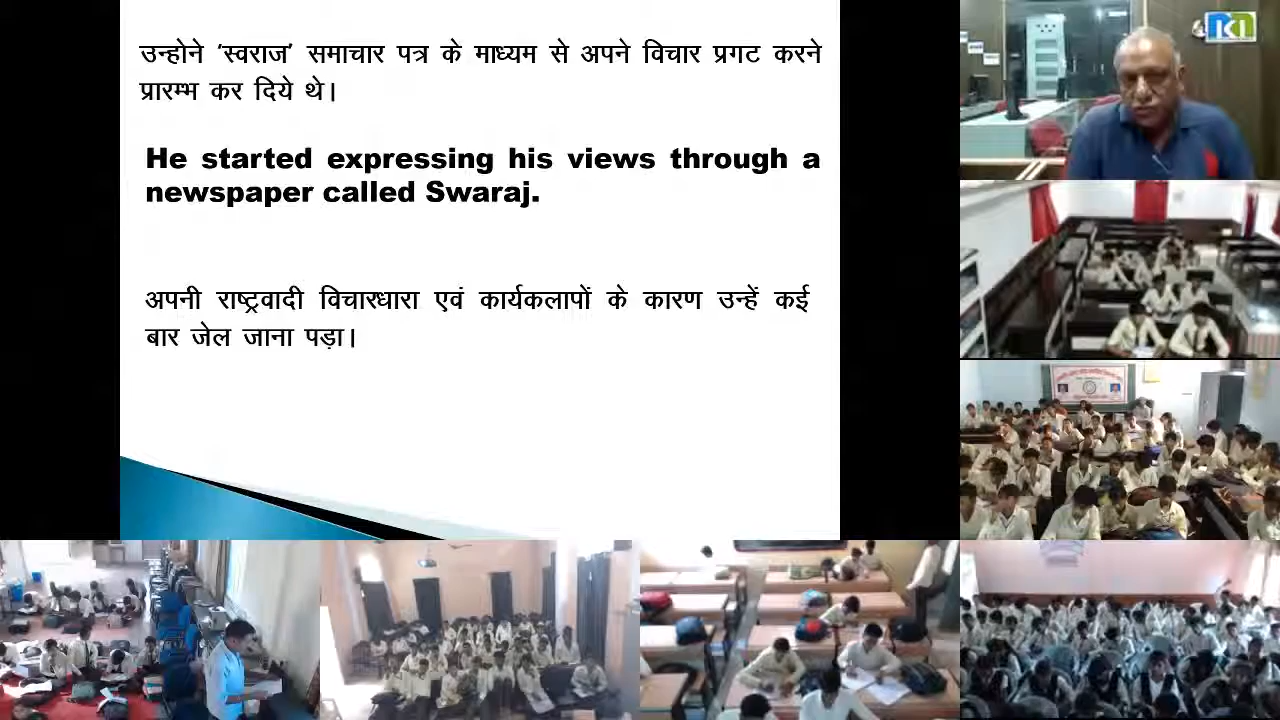 उन्होने 'स्वराज' समाचार पत्र के माध्यम से अपने विचार प्रगट करने
प्रारम्भ कर दिये थे।
He started expressing his views through a
newspaper called Swaraj.
अपनी राष्ट्रवादी विचारधारा एवं कार्यकलापों के कारण उन्हें कई
बार जेल जाना पड़ा।